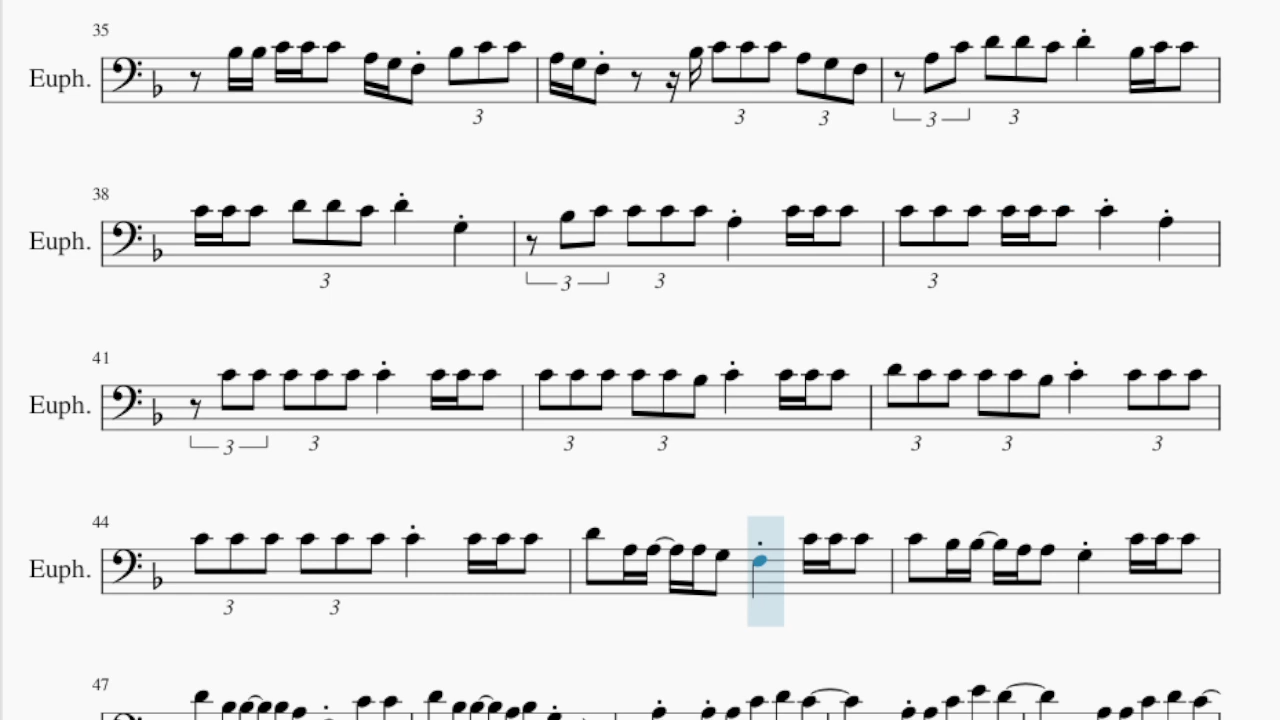 35
Euph.
3 3 3 3 3
38
Euph.
3 3 3 3
41
Euph.
3 3 3 3 3 3 3
44
Euph.
3 3
47